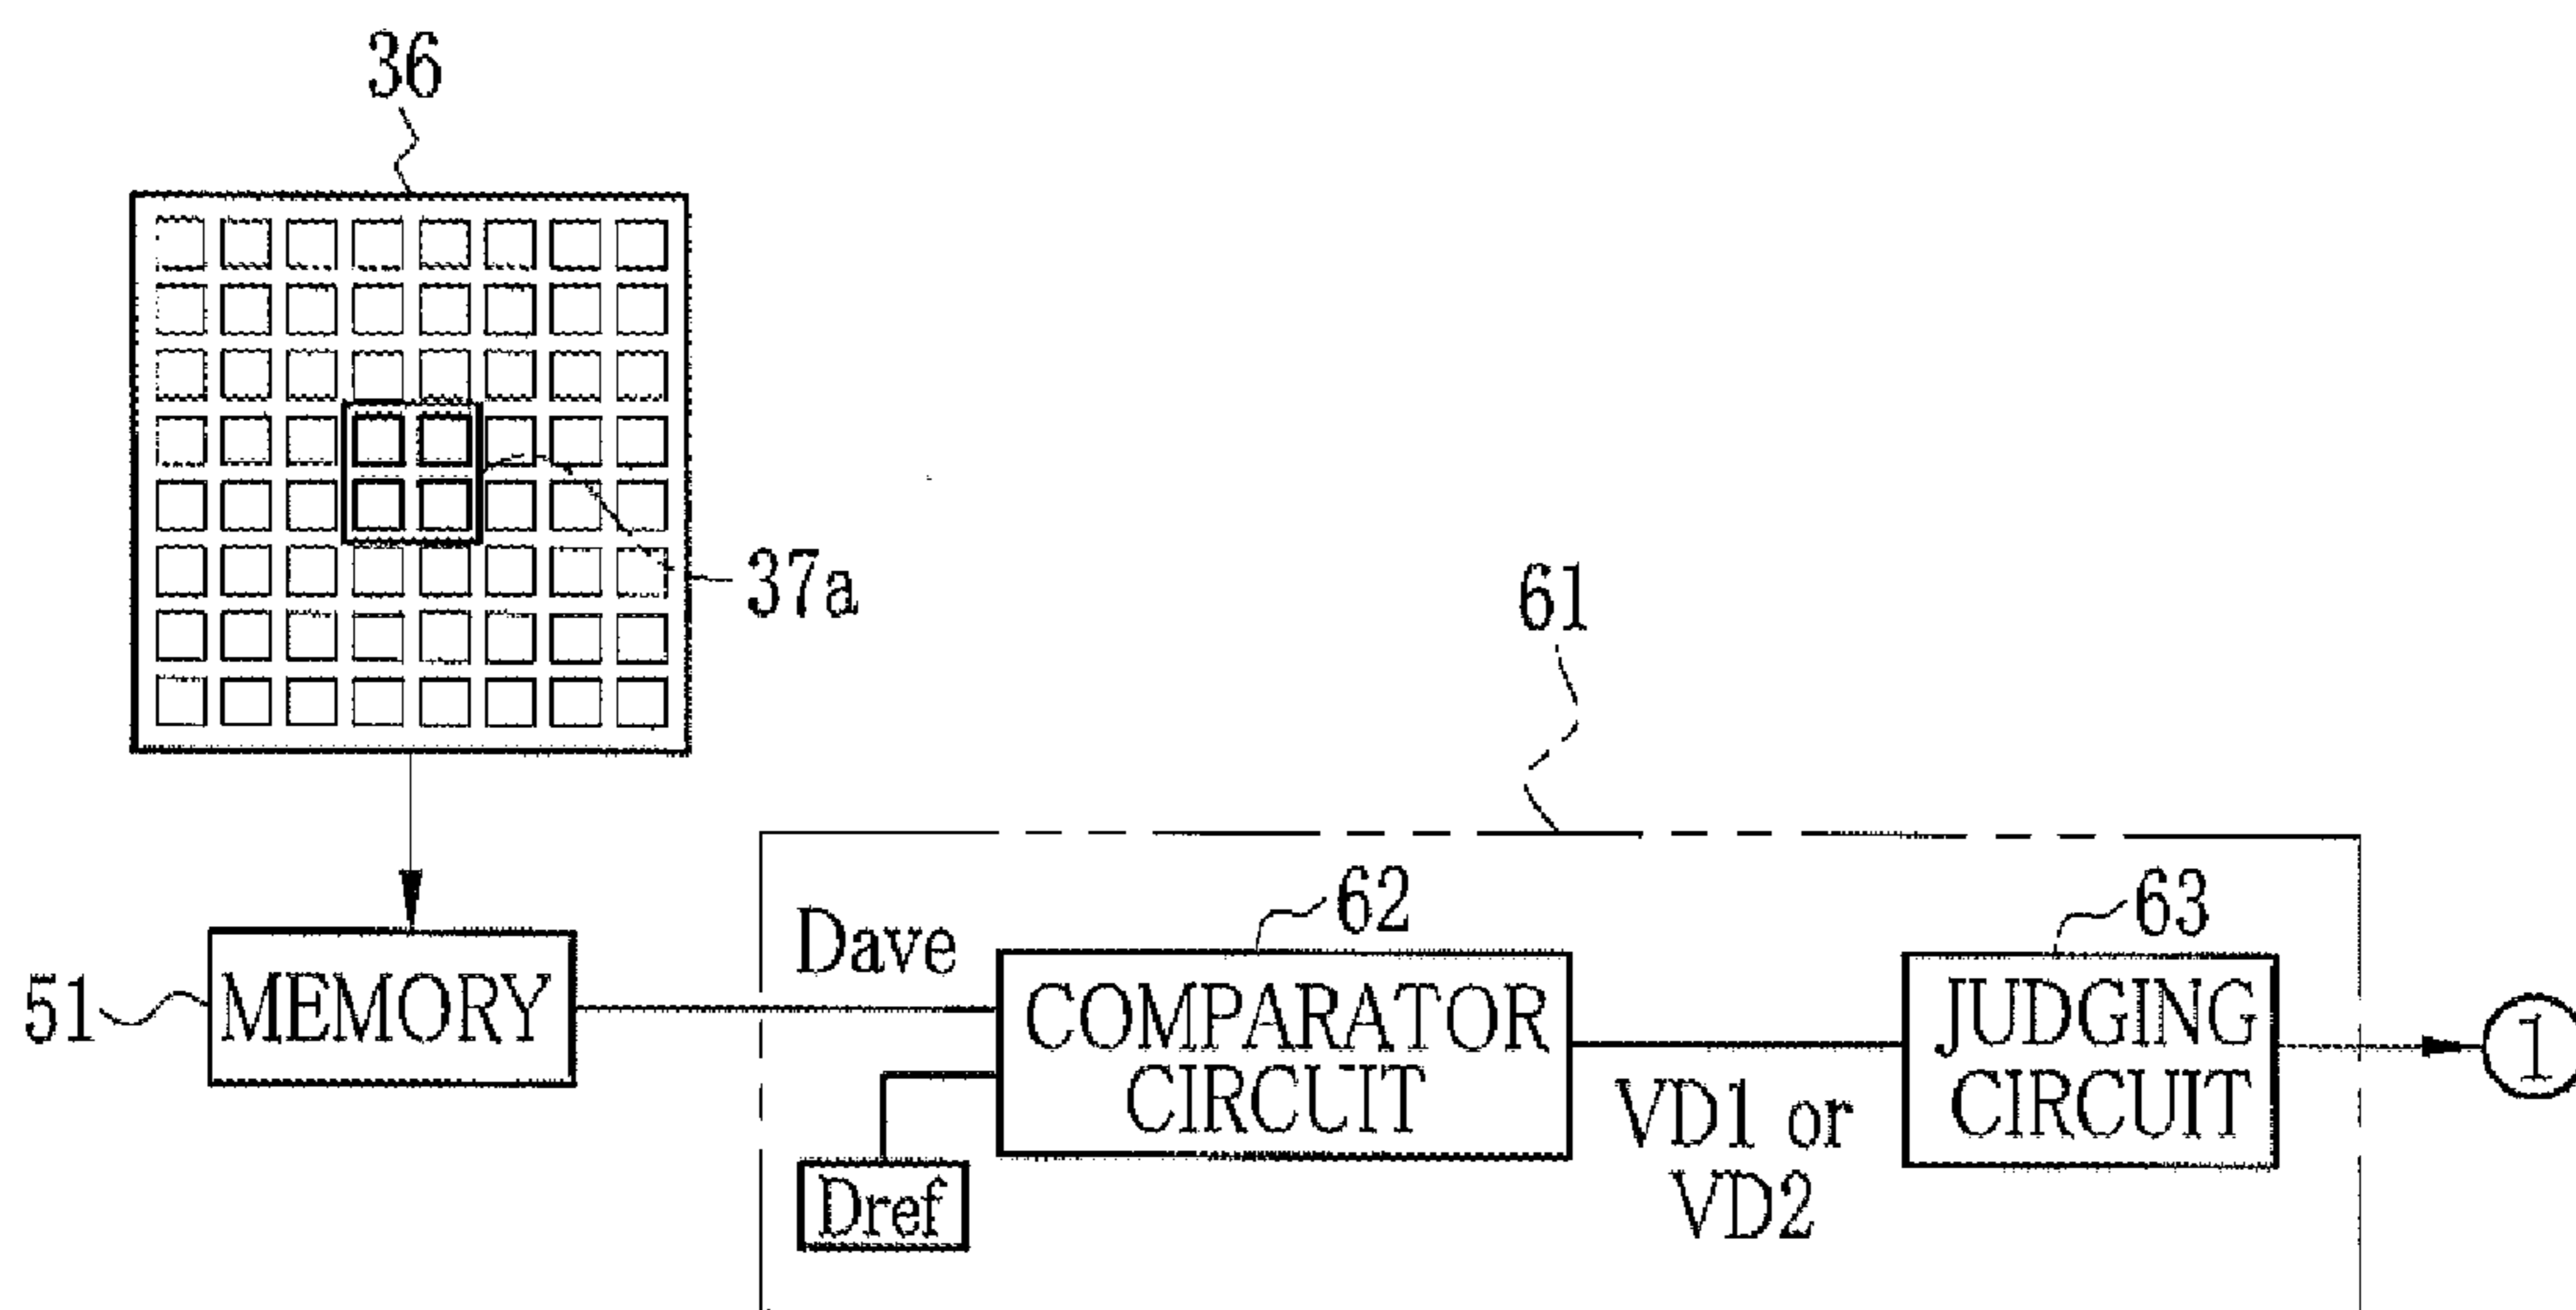 36
37a
61
62
63
Dave
51
MEMORY
COMPARATOR
CIRCUIT
JUDGING
CIRCUIT
1
VD1 or
VD2
Dref